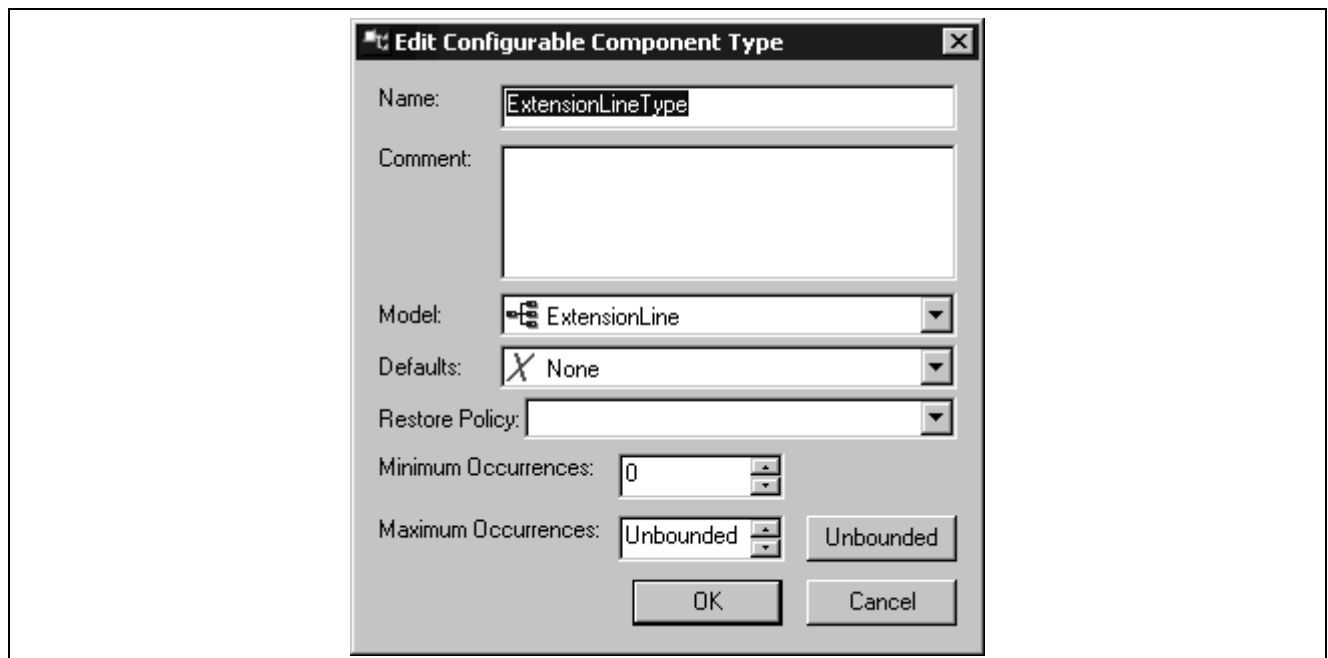 Edit Configurable Component Type
Name: ExtensionLineType
Comment:
Model: ExtensionLine
Defaults: None
Restore Policy:
Minimum Occurrences: 0
Maximum Occurrences: Unbounded Unbounded
OK Cancel